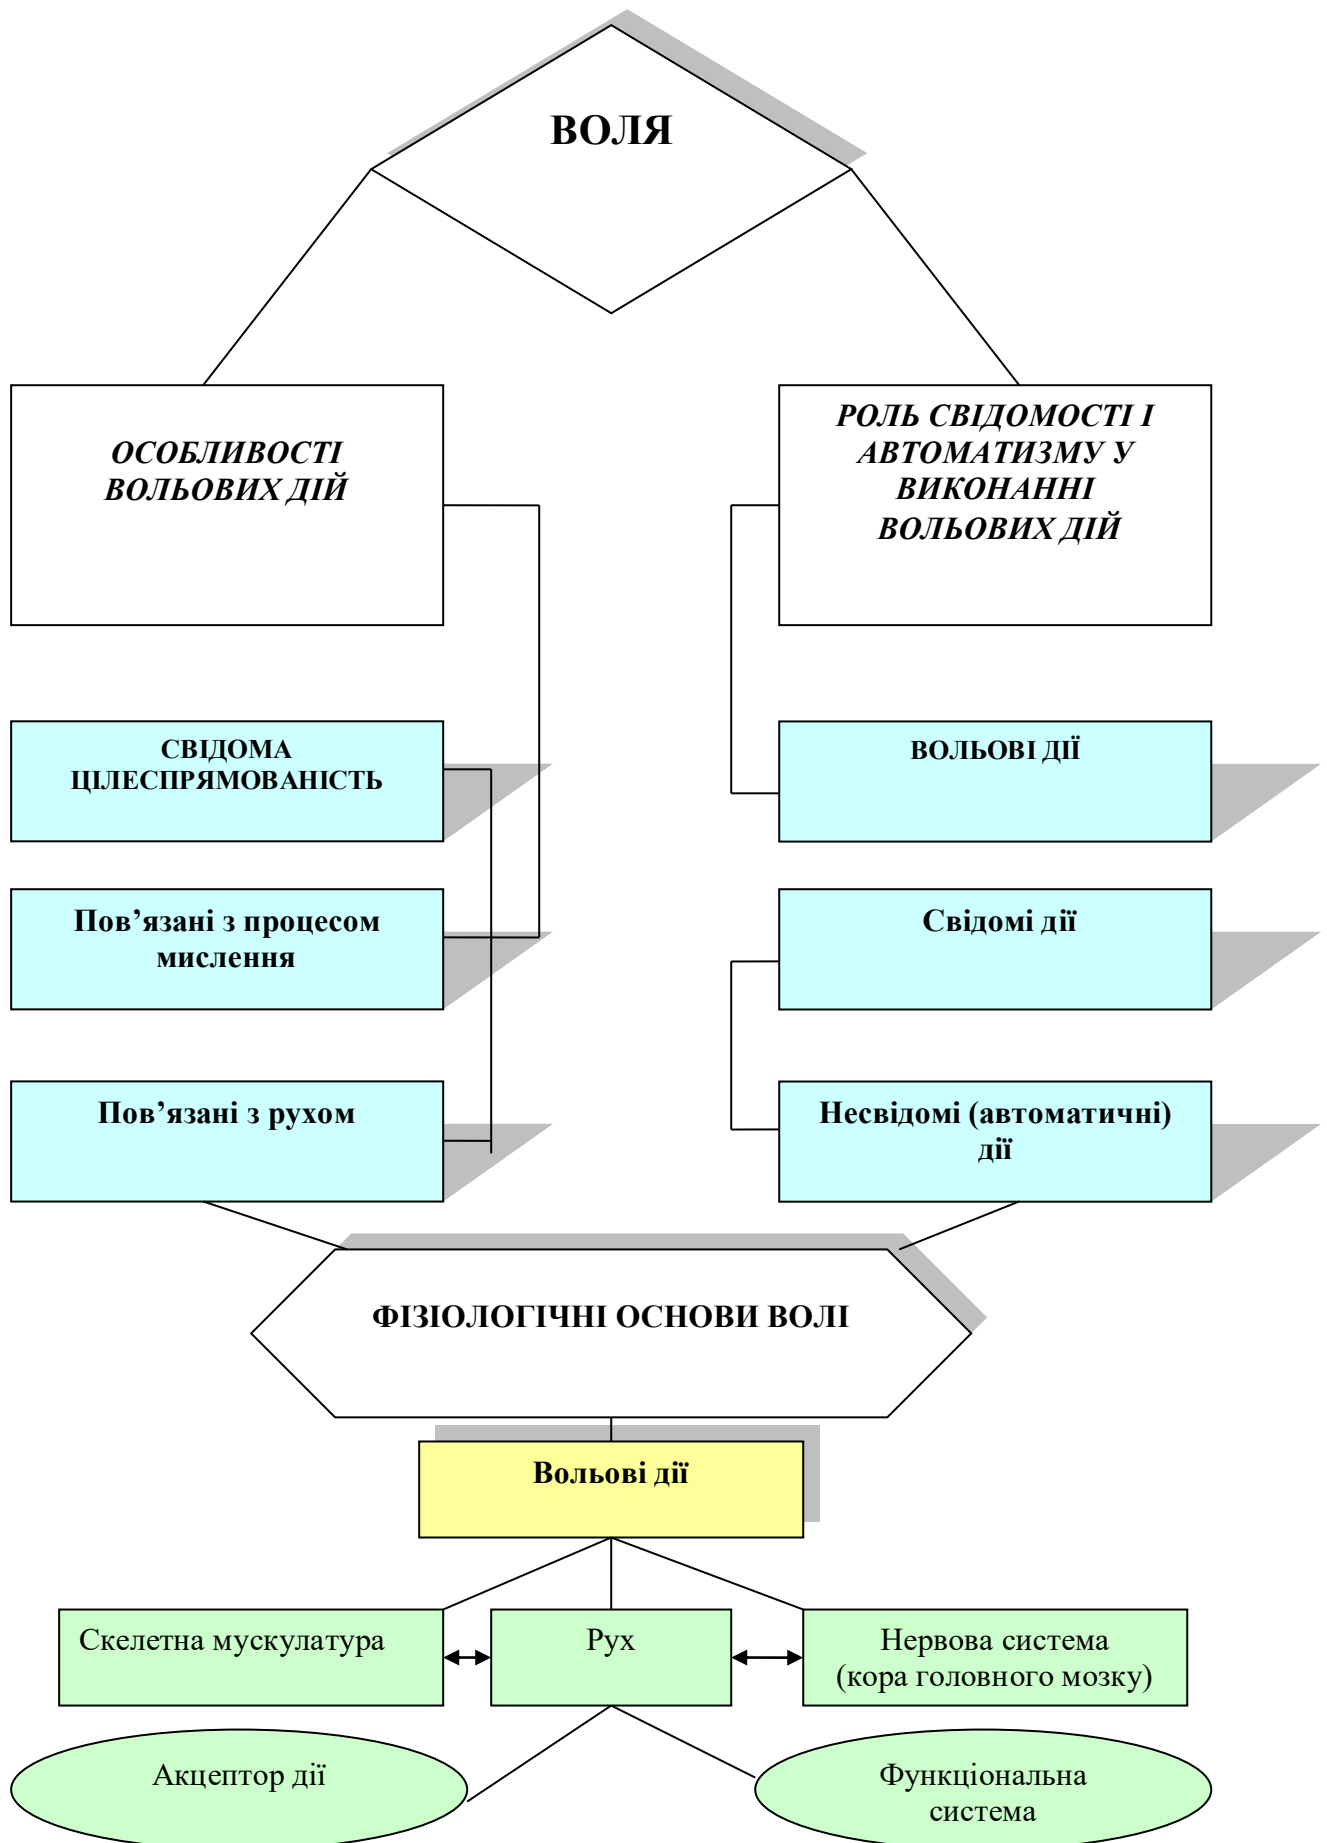 ВОЛЯ
ОСОБЛИВОСТІ
ВОЛЬОВИХ ДІЙ
РОЛЬ СВІДОМОСТІ І
АВТОМАТИЗМУ У
ВИКОНАННІ
ВОЛЬОВИХ ДІЙ
СВІДОМА
ЦІЛЕСПРЯМОВАНІСТЬ
ВОЛЬОВІ ДІЇ
Пов’язані з процесом
мислення
Свідомі дії
Пов’язані з рухом
Несвідомі (автоматичні)
дії
ФІЗІОЛОГІЧНІ ОСНОВИ ВОЛІ
Вольові дії
Скелетна мускулатура
Рух
Нервова система
(кора головного мозку)
Акцептор дії
Функціональна
система